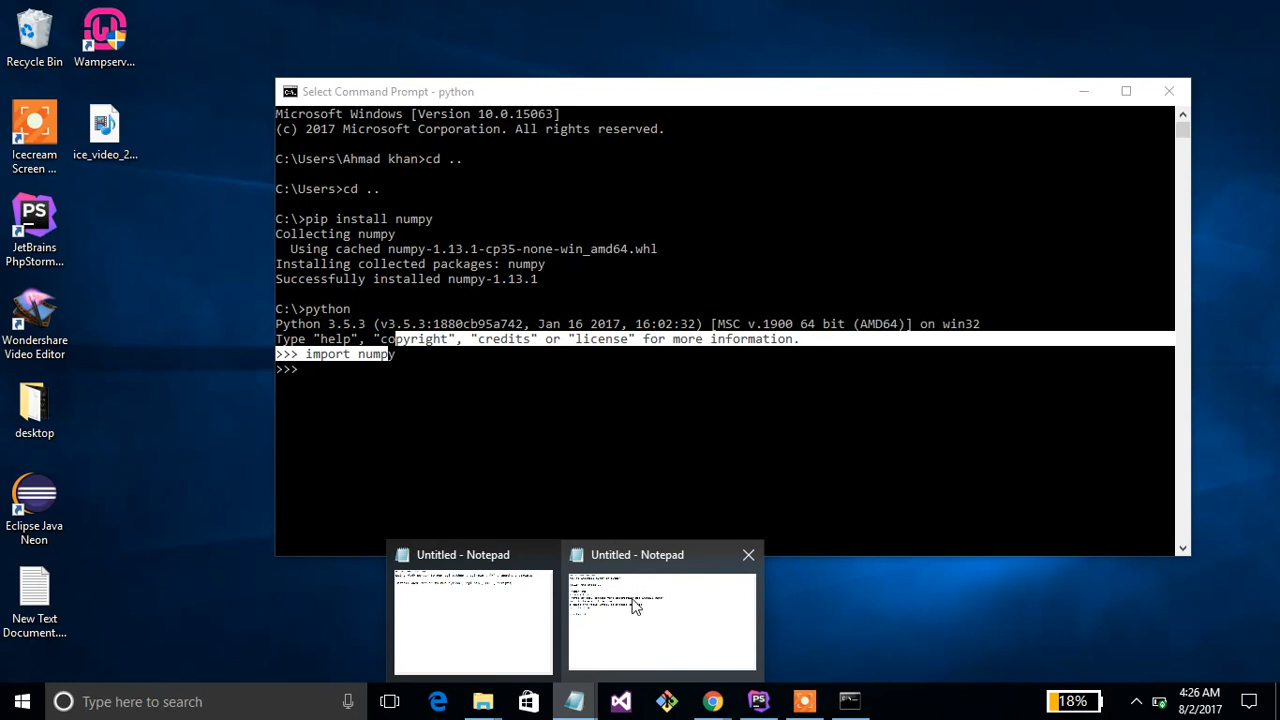 Recycle Bin
Wampserv...
Icecream
Screen ...
ice_video_2...
JetBrains
PhpStorm...
Wondershare
Video Editor
desktop
Eclipse Java
Neon
New Text
Document....
Select Command Prompt - python
Microsoft Windows [Version 10.0.15063]
(c) 2017 Microsoft Corporation. All rights reserved.
C:\Users\Ahmad khan>cd ..
C:\Users>cd ..
C:\>pip install numpy
Collecting numpy
Using cached numpy-1.13.1-cp35-none-win_amd64.whl
Installing collected packages: numpy
Successfully installed numpy-1.13.1
C:\>python
Python 3.5.3 (v3.5.3:1880cb95a742, Jan 16 2017, 16:02:32) [MSC v.1900 64 bit (AMD64)] on win32
Type "help", "copyright", "credits" or "license" for more information.
>>> import numpy
>>>
Untitled - Notepad
Untitled - Notepad
Type here to search
18%
4:26 AM
8/2/2017